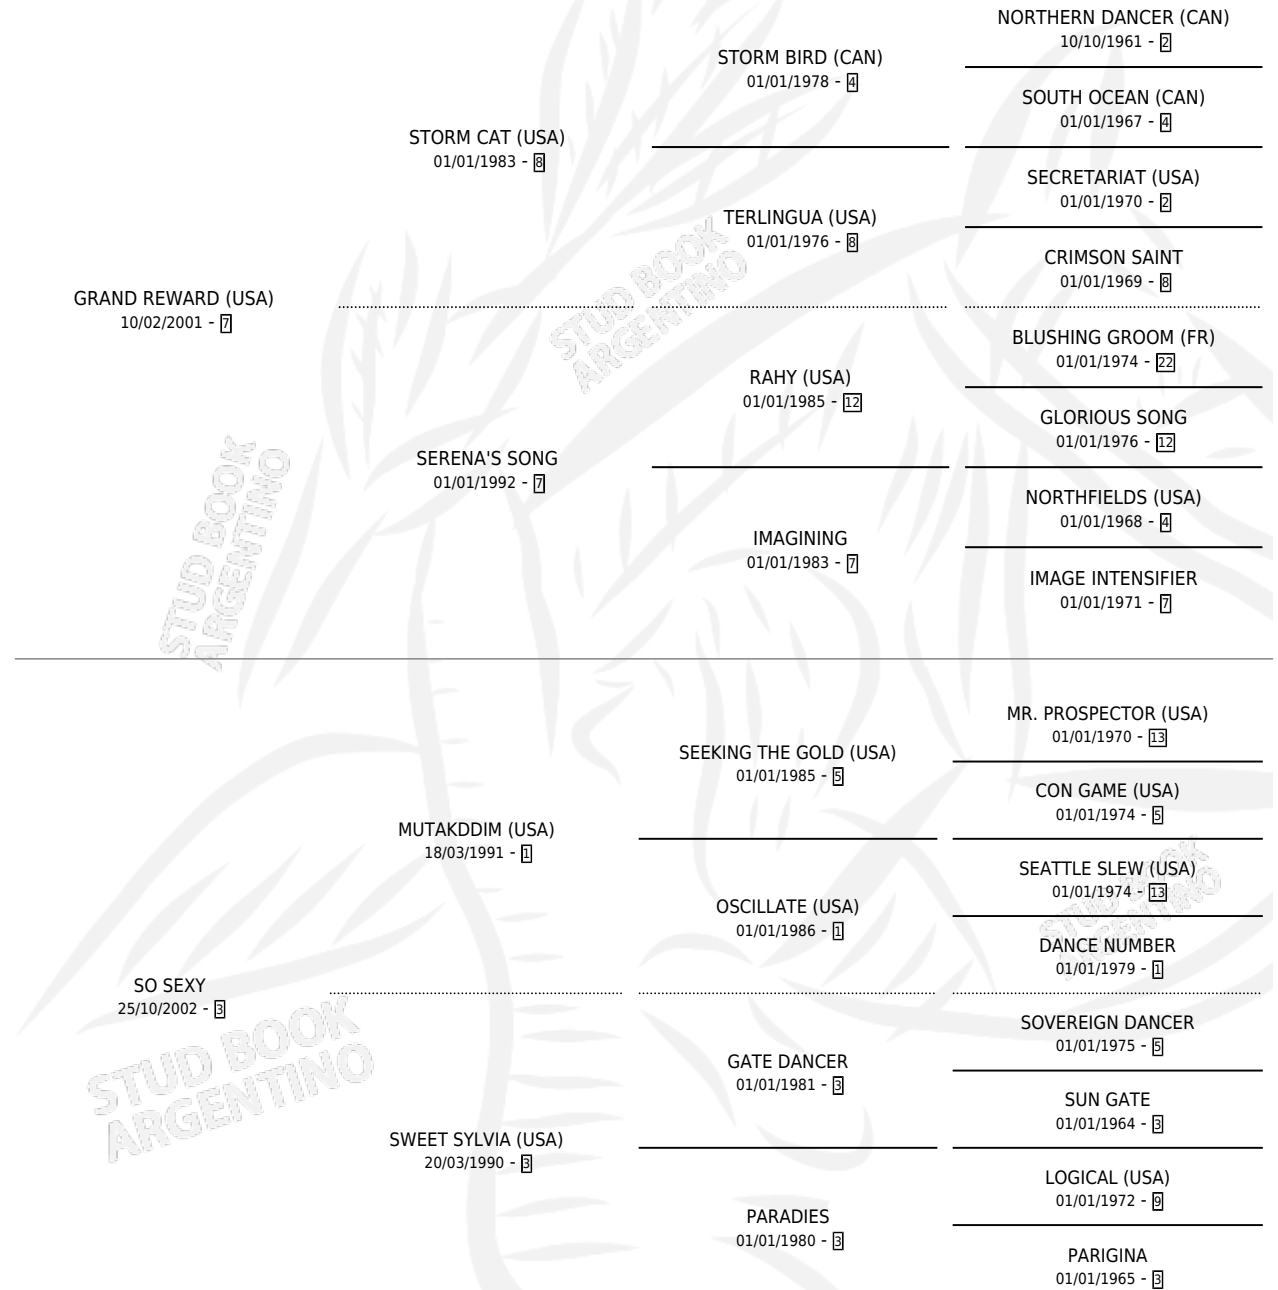 NORTHERN DANCER (CAN)
10/10/1961 - 2
STORM BIRD (CAN)
01/01/1978 - 4
SOUTH OCEAN (CAN)
01/01/1967 - 4
STORM CAT (USA)
01/01/1983 - 8
SECRETARIAT (USA)
01/01/1970 - 2
TERLINGUA (USA)
01/01/1976 - 8
CRIMSON SAINT
01/01/1969 - 8
GRAND REWARD (USA)
10/02/2001 - 7
STUD BOOK
ARGENTINO
BLUSHING GROOM (FR)
01/01/1974 - 22
RAHY (USA)
01/01/1985 - 12
GLORIOUS SONG
01/01/1976 - 12
SERENA'S SONG
01/01/1992 - 7
NORTHFIELDS (USA)
01/01/1968 - 4
IMAGINING
01/01/1983 - 7
IMAGE INTENSIFIER
01/01/1971 - 7
STUD BOOK
ARGENTINO
MR. PROSPECTOR (USA)
01/01/1970 - 13
SEEKING THE GOLD (USA)
01/01/1985 - 5
CON GAME (USA)
01/01/1974 - 5
MUTAKDDIM (USA)
18/03/1991 - 1
SEATTLE SLEW (USA)
01/01/1974 - 13
OSCILLATE (USA)
01/01/1986 - 1
STUD BOOK
ARGENTINO
DANCE NUMBER
01/01/1979 - 1
SO SEXY
25/10/2002 - 3
SOVEREIGN DANCER
01/01/1975 - 5
GATE DANCER
01/01/1981 - 3
STUD BOOK
ARGENTINO
SUN GATE
01/01/1964 - 3
SWEET SYLVIA (USA)
20/03/1990 - 3
LOGICAL (USA)
01/01/1972 - 9
PARADIES
01/01/1980 - 3
PARIGINA
01/01/1965 - 3